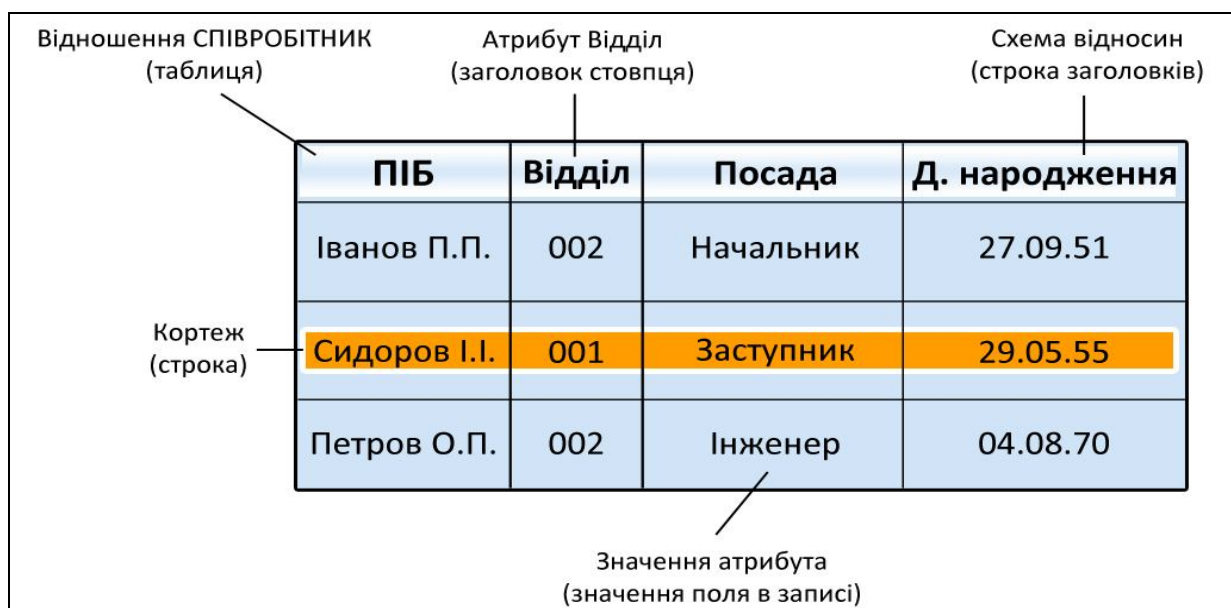 Відношення СПІВРОБІТНИК
(таблиця)
Атрибут Відділ
(заголовок стовпця)
Схема відносин
(строка заголовків)
ПІБ Відділ Посада Д. народження
Іванов П.П. 002 Начальник 27.09.51
Кортеж
(строка)
Сидоров І.І. 001 Заступник 29.05.55
Петров О.П. 002 Інженер 04.08.70
Значення атрибута
(значення поля в записі)